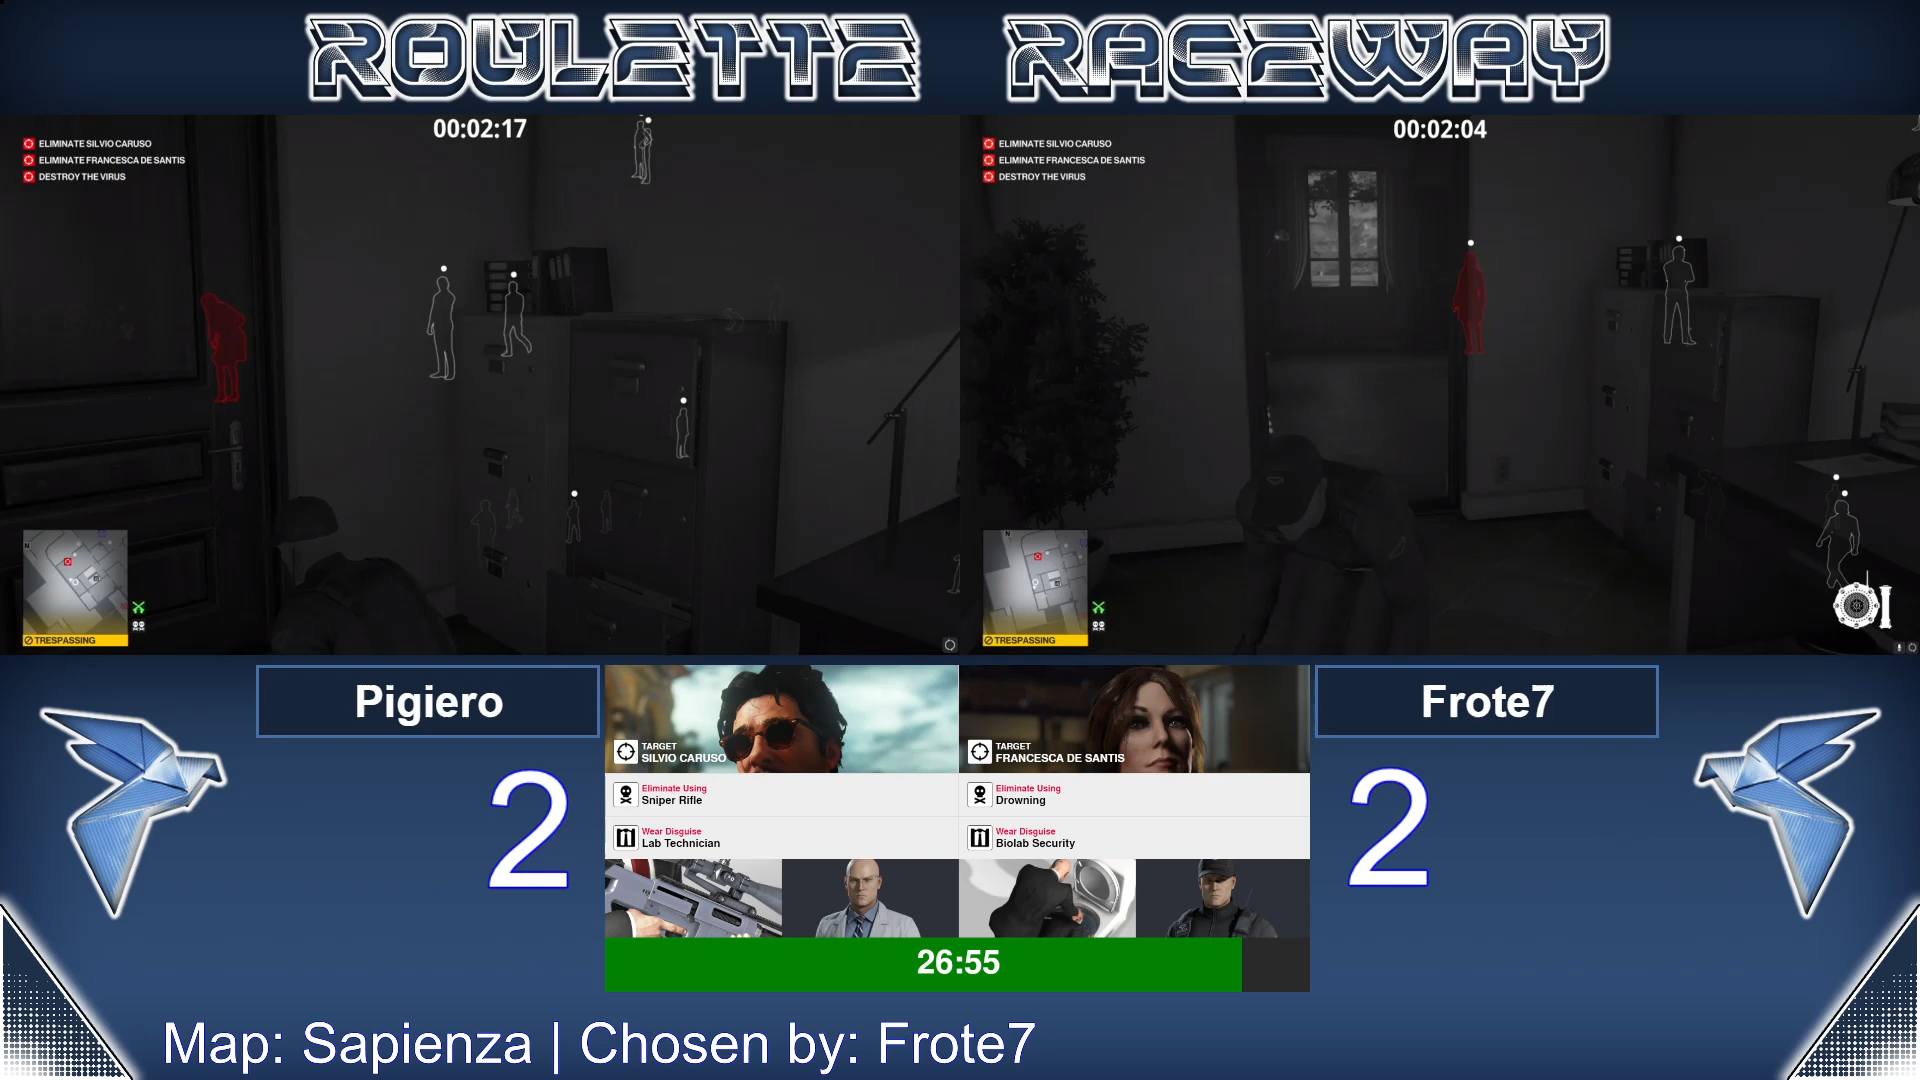 ROULETTE RACEWAY
00:02:17
ELIMINATE SILVIO CARUSO
ELIMINATE FRANCESCA DE SANTIS
DESTROY THE VIRUS
N
TRESPASSING
00:02:04
ELIMINATE SILVIO CARUSO
ELIMINATE FRANCESCA DE SANTIS
DESTROY THE VIRUS
N
TRESPASSING
Pigiero
2
TARGET
SILVIO CARUSO
Eliminate Using
Sniper Rifle
Wear Disguise
Lab Technician
TARGET
FRANCESCA DE SANTIS
Eliminate Using
Drowning
Wear Disguise
Biolab Security
26:55
Frote7
2
Map: Sapienza | Chosen by: Frote7